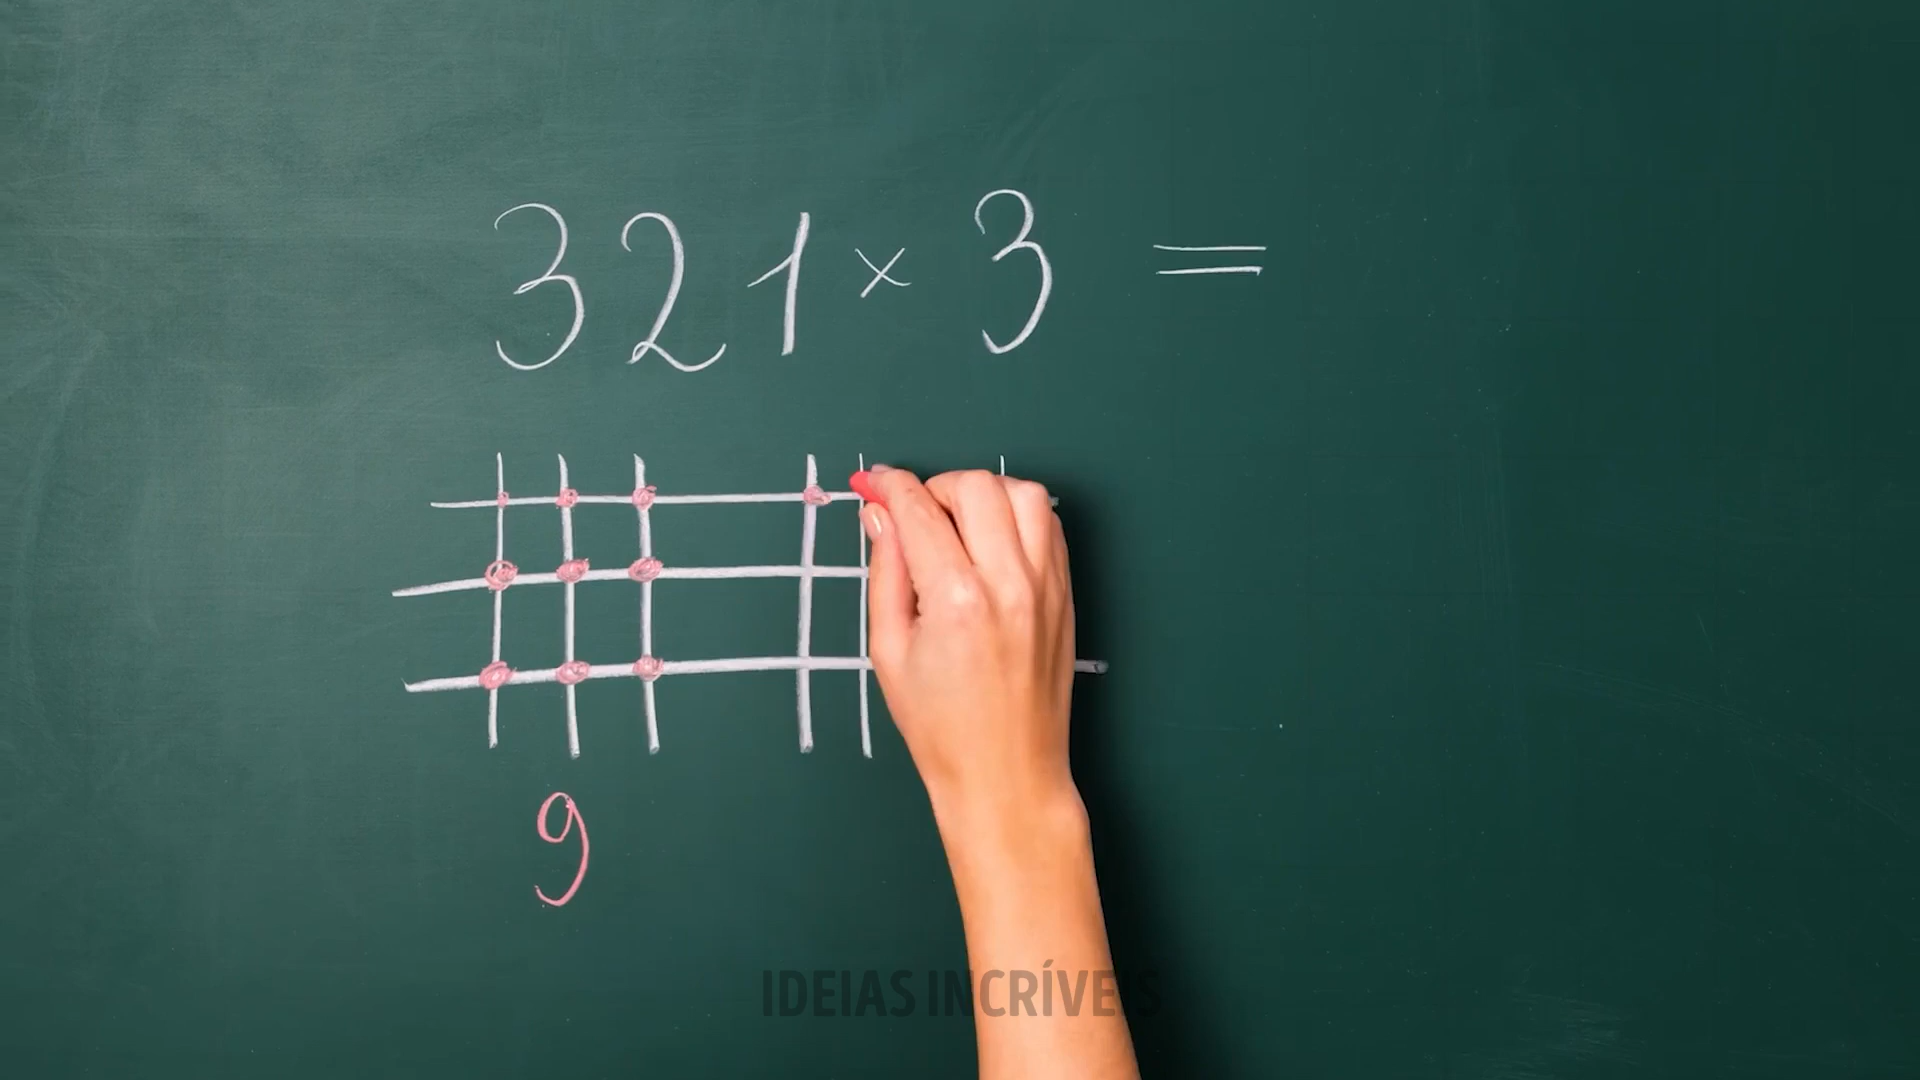 321 × 3 =
9
IDEIAS INCRÍVEIS